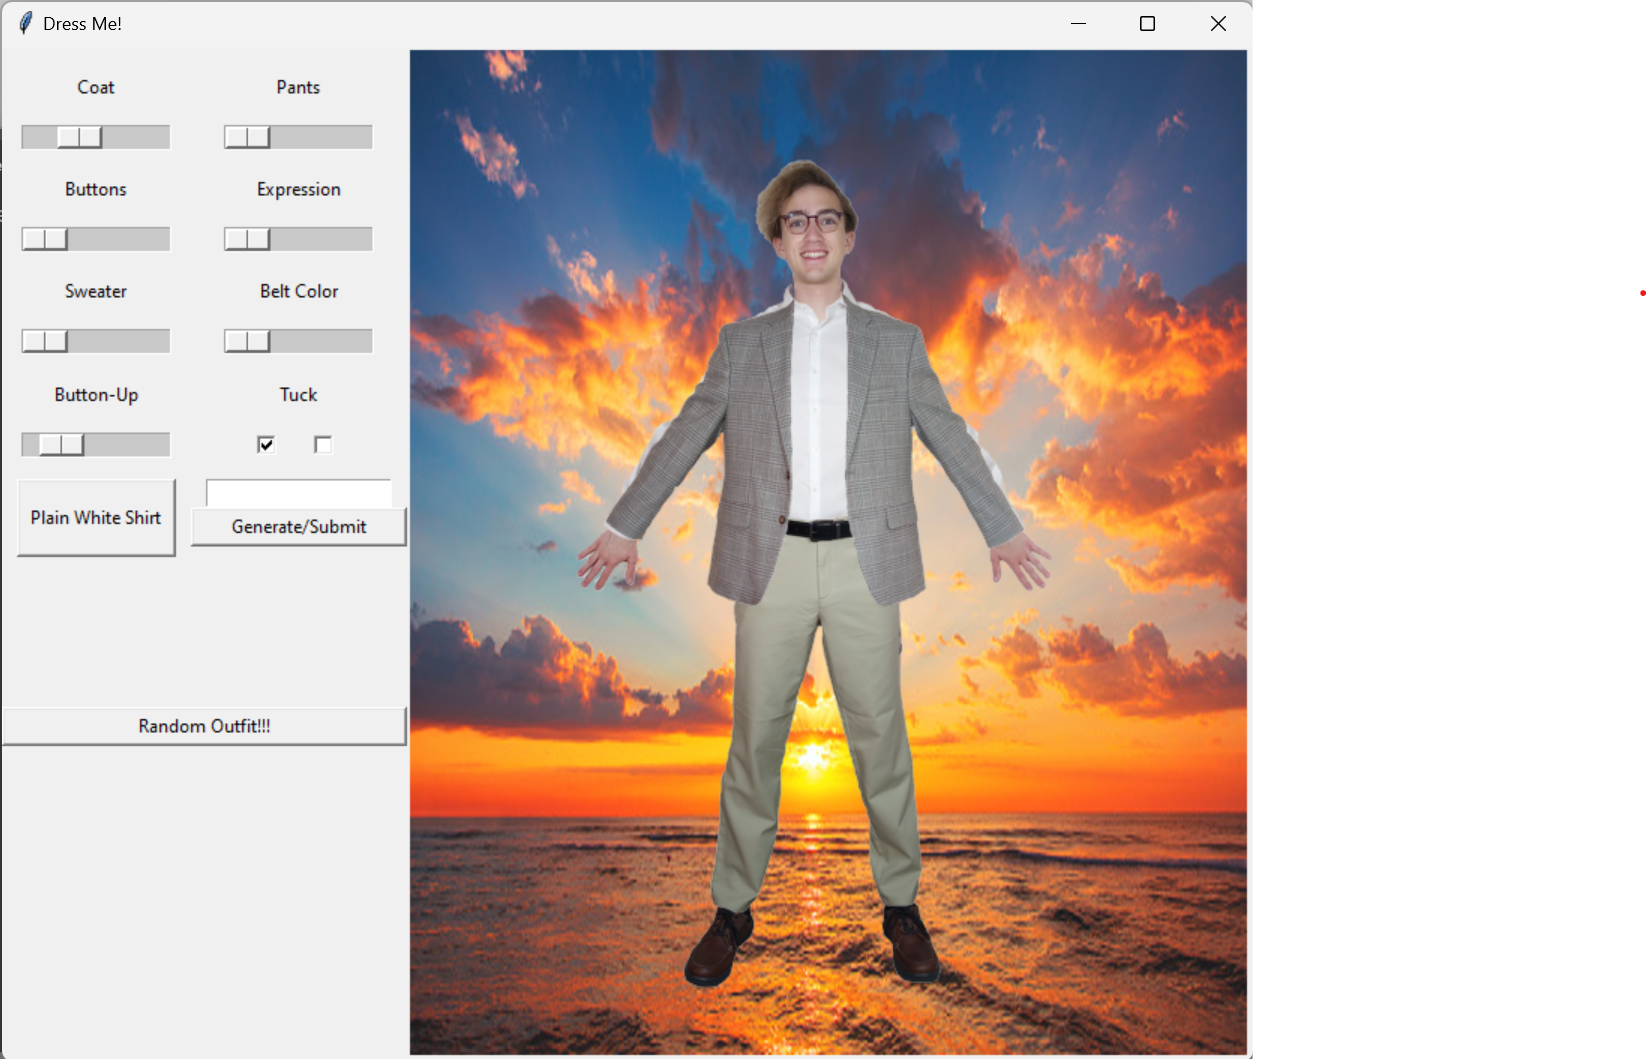 Dress Me!
Coat
Pants
Buttons
Expression
Sweater
Belt Color
Button-Up
Tuck
Plain White Shirt
Generate/Submit
Random Outfit!!!